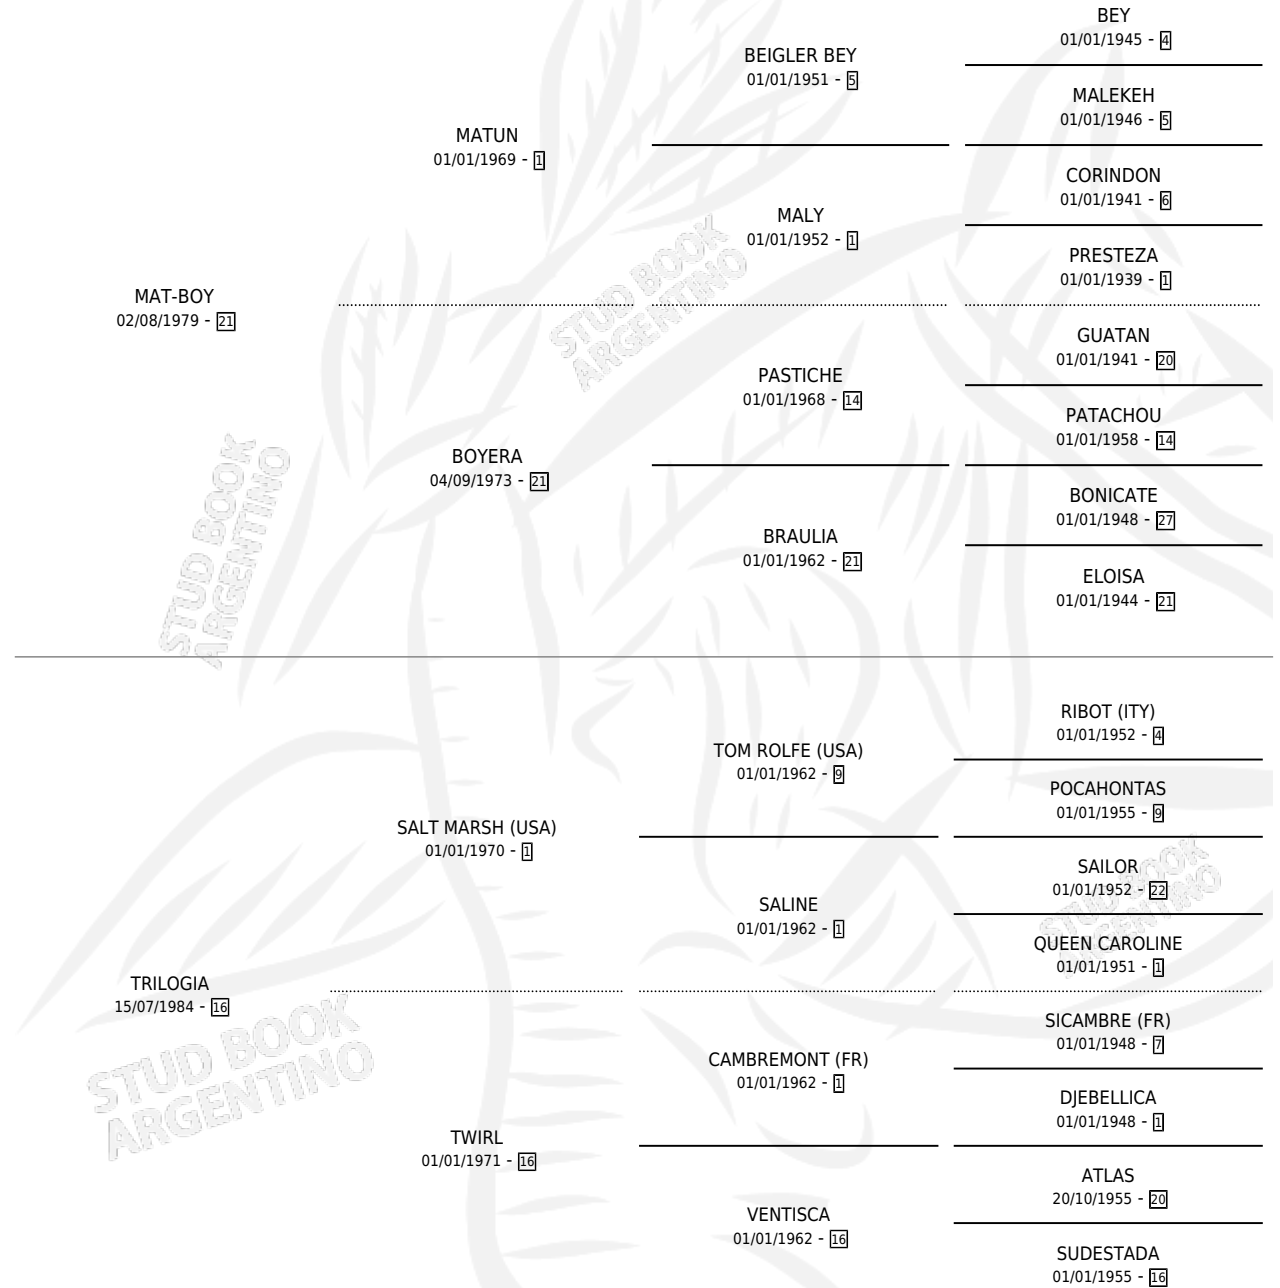 BEY
01/01/1945 - 4
BEIGLER BEY
01/01/1951 - 5
MALEKEH
01/01/1946 - 5
MATUN
01/01/1969 - 1
CORINDON
01/01/1941 - 6
MALY
01/01/1952 - 1
PRESTEZA
01/01/1939 - 1
MAT-BOY
02/08/1979 - 21
GUATAN
01/01/1941 - 20
PASTICHE
01/01/1968 - 14
PATACHOU
01/01/1958 - 14
BOYERA
04/09/1973 - 21
BONICATE
01/01/1948 - 27
BRAULIA
01/01/1962 - 21
ELOISA
01/01/1944 - 21
RIBOT (ITY)
01/01/1952 - 4
TOM ROLFE (USA)
01/01/1962 - 9
POCAHONTAS
01/01/1955 - 9
SALT MARSH (USA)
01/01/1970 - 1
SAILOR
01/01/1952 - 22
SALINE
01/01/1962 - 1
QUEEN CAROLINE
01/01/1951 - 1
TRILOGIA
15/07/1984 - 16
SICAMBRE (FR)
01/01/1948 - 7
CAMBREMONT (FR)
01/01/1962 - 1
DJEBELLICA
01/01/1948 - 1
TWIRL
01/01/1971 - 16
ATLAS
20/10/1955 - 20
VENTISCA
01/01/1962 - 16
SUDESTADA
01/01/1955 - 16
STUD BOOK
ARGENTINO
STUD BOOK
ARGENTINO
STUD BOOK
ARGENTINO
STUD BOOK
ARGENTINO